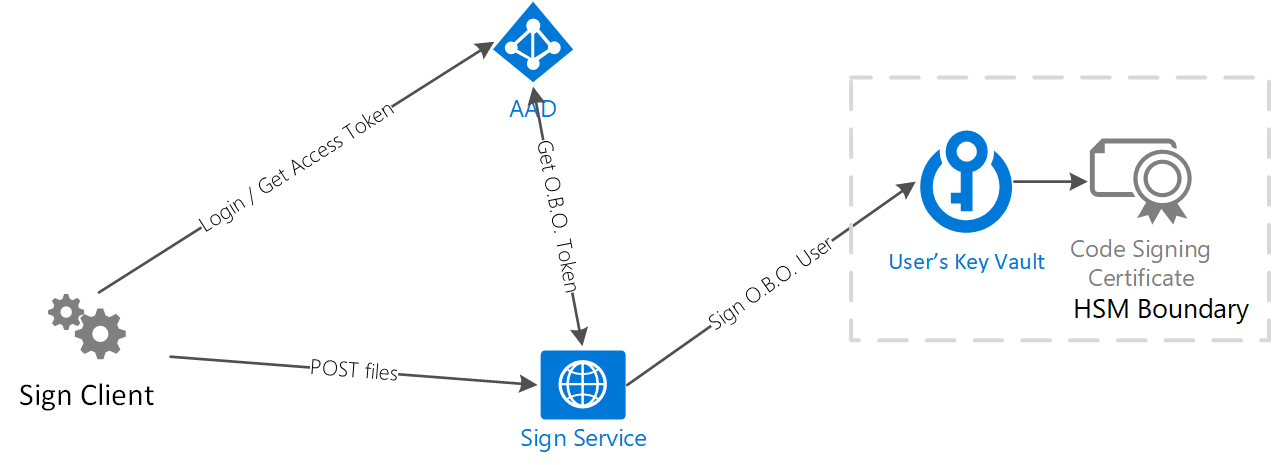 AAD
Login / Get Access Token
Get O.B.O. Token
Sign O.B.O. User
User’s Key Vault
Code Signing
Certificate
HSM Boundary
POST files
Sign Client
Sign Service